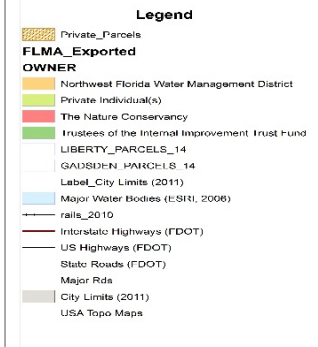 Legend
Private_Parcels
FLMA_Exported
OWNER
Northwest Florida Water Management District
Private Individual(s)
The Nature Conservancy
Trustees of the Internal Improvement Trust Fund
LIBERTY_PARCELS_14
GADSDEN_PARCELS_14
Label_City Limits (2011)
Major Water Bodies (ESRI, 2006)
rails_2010
Interstate Highways (FDOT)
US Highways (FDOT)
State Roads (FDOT)
Major Rds
City Limits (2011)
USA Topo Maps